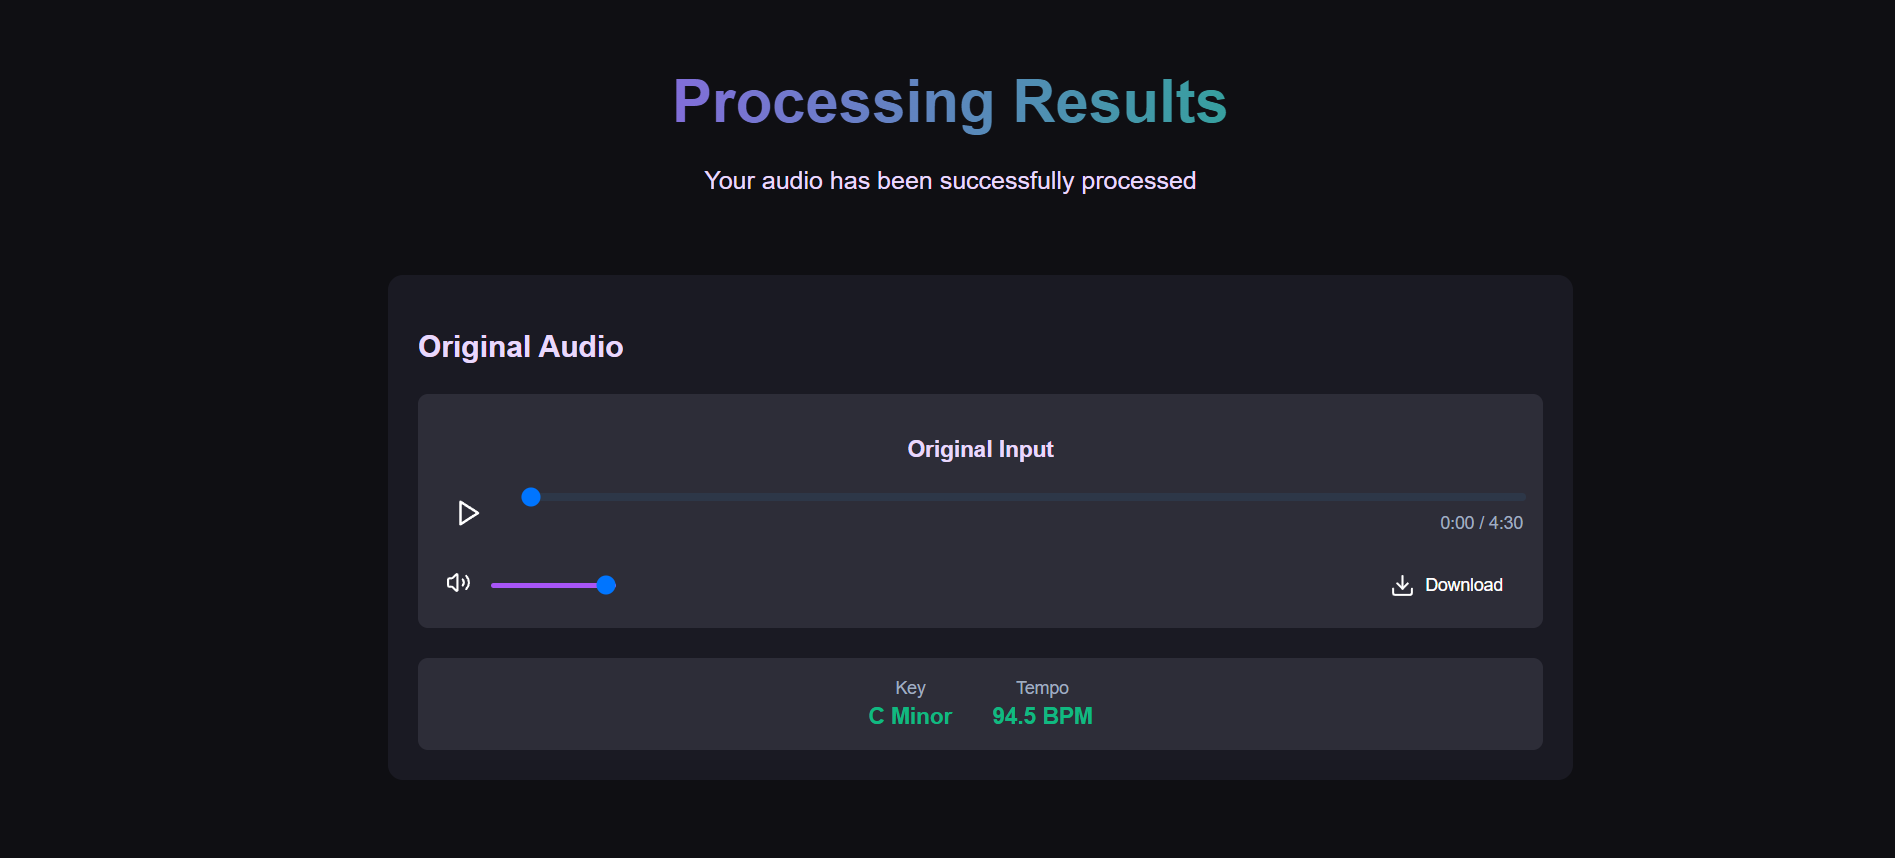 Processing Results
Your audio has been successfully processed
Original Audio
Original Input
0:00 / 4:30
Download
Key
C Minor
Tempo
94.5 BPM